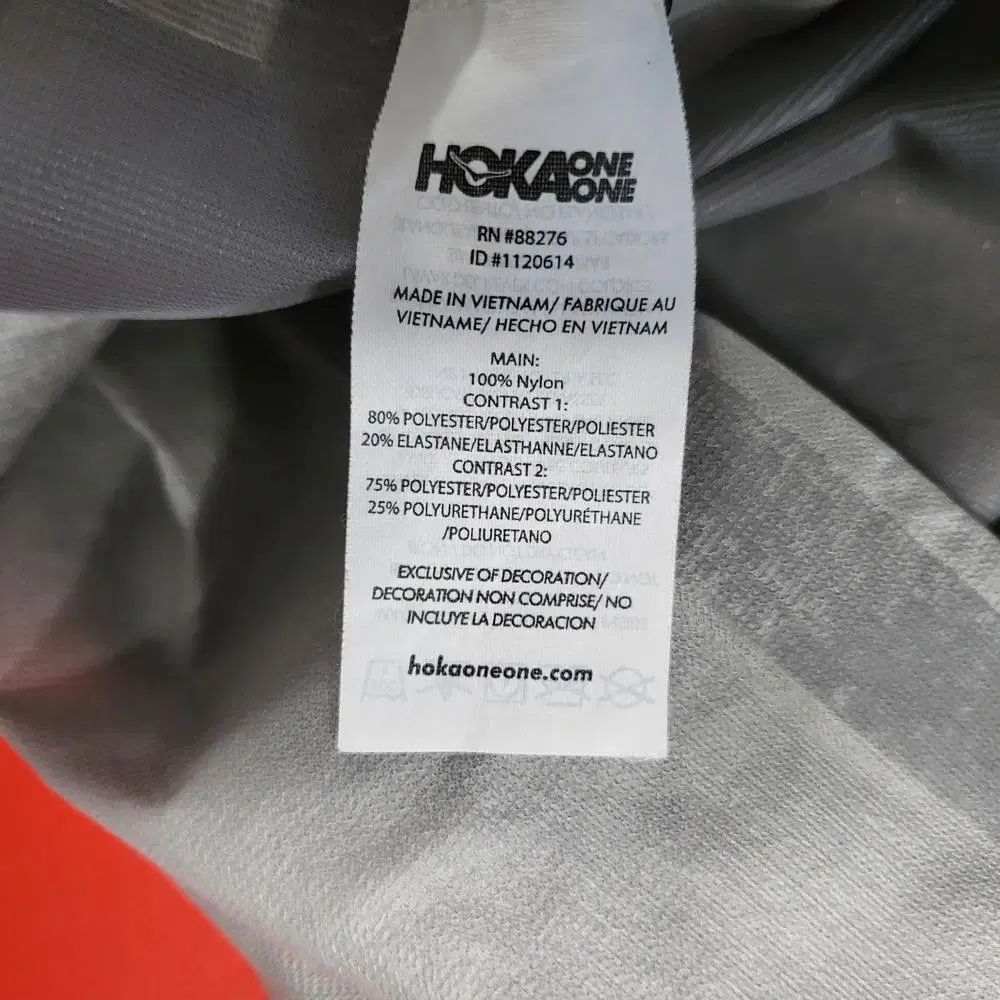 HOKA ONE ONE
RN #88276
ID #1120614
MADE IN VIETNAM/ FABRIQUE AU
VIETNAME/ HECHO EN VIETNAM
MAIN:
100% Nylon
CONTRAST 1:
80% POLYESTER/POLYESTER/POLIESTER
20% ELASTANE/ELASTHANNE/ELASTANO
CONTRAST 2:
75% POLYESTER/POLYESTER/POLIESTER
25% POLYURETHANE/POLYURÉTHANE
/POLIURETANO
EXCLUSIVE OF DECORATION/
DECORATION NON COMPRISE/ NO
INCLUYE LA DECORACION
hokaoneone.com